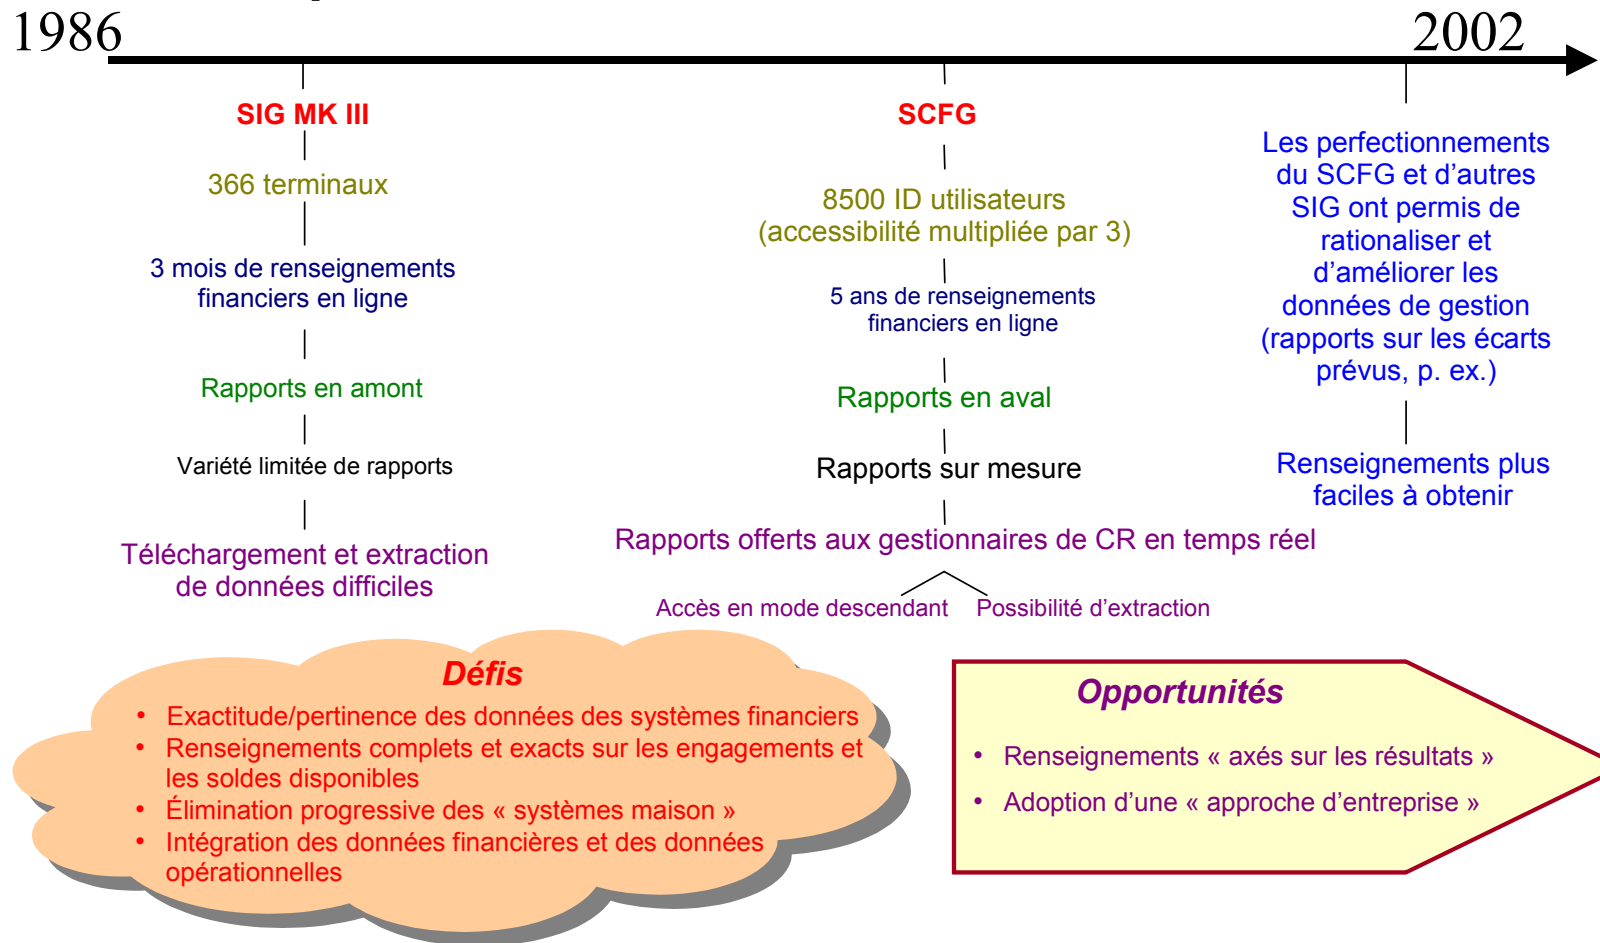 1986
2002
SIG MK III
366 terminaux
3 mois de renseignements
financiers en ligne
Rapports en amont
Variété limitée de rapports
Téléchargement et extraction
de données difficiles
SCFG
8500 ID utilisateurs
(accessibilité multipliée par 3)
5 ans de renseignements
financiers en ligne
Rapports en aval
Rapports sur mesure
Rapports offerts aux gestionnaires de CR en temps réel
Accès en mode descendant
Possibilité d’extraction
Les perfectionnements
du SCFG et d’autres
SIG ont permis de
rationaliser et
d’améliorer les
données de gestion
(rapports sur les écarts
prévus, p. ex.)
Renseignements plus
faciles à obtenir
Défis
• Exactitude/pertinence des données des systèmes financiers
• Renseignements complets et exacts sur les engagements et
les soldes disponibles
• Élimination progressive des « systèmes maison »
• Intégration des données financières et des données
opérationnelles
Opportunités
• Renseignements « axés sur les résultats »
• Adoption d’une « approche d’entreprise »